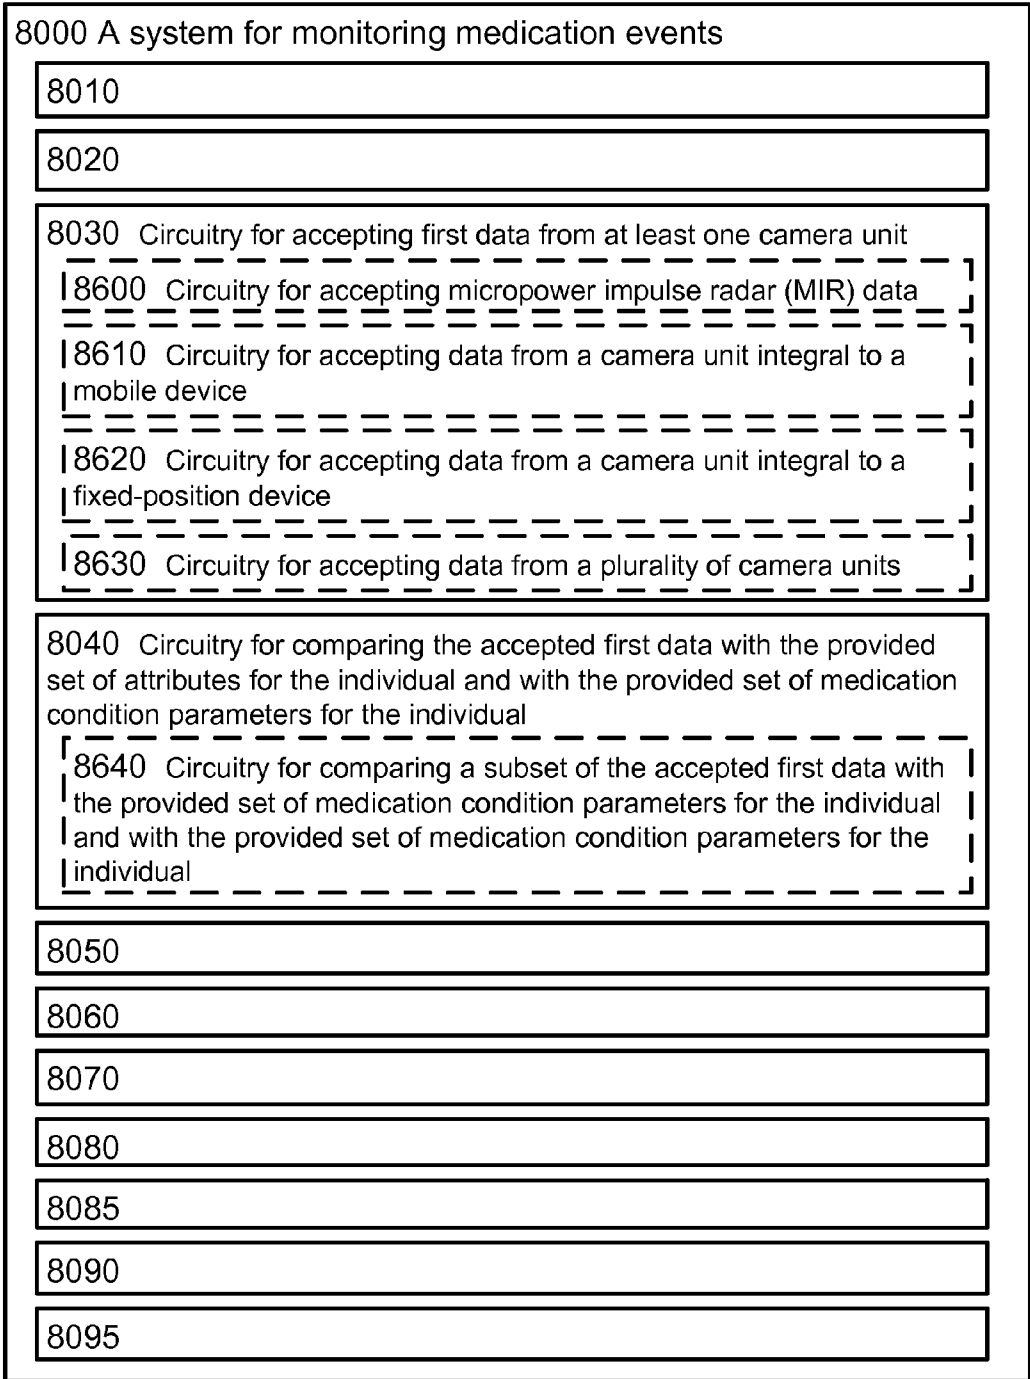 8000 A system for monitoring medication events
8010
8020
8030 Circuitry for accepting first data from at least one camera unit
8600 Circuitry for accepting micropower impulse radar (MIR) data
8610 Circuitry for accepting data from a camera unit integral to a
mobile device
8620 Circuitry for accepting data from a camera unit integral to a
fixed-position device
8630 Circuitry for accepting data from a plurality of camera units
8040 Circuitry for comparing the accepted first data with the provided
set of attributes for the individual and with the provided set of medication
condition parameters for the individual
8640 Circuitry for comparing a subset of the accepted first data with
the provided set of medication condition parameters for the individual
and with the provided set of medication condition parameters for the
individual
8050
8060
8070
8080
8085
8090
8095